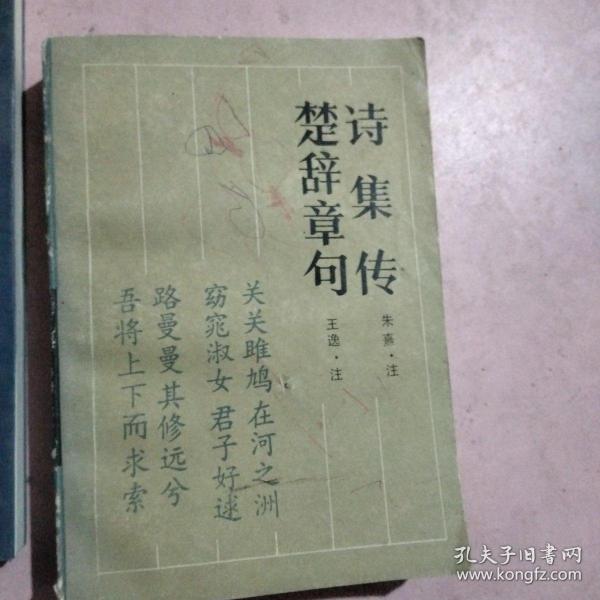 诗集传
楚辞章句
朱熹·注
王逸·注
关关雎鸠在河之洲
窈窕淑女君子好逑
路曼曼其修远兮
吾将上下而求索
孔夫子旧书网
www.kongfz.com